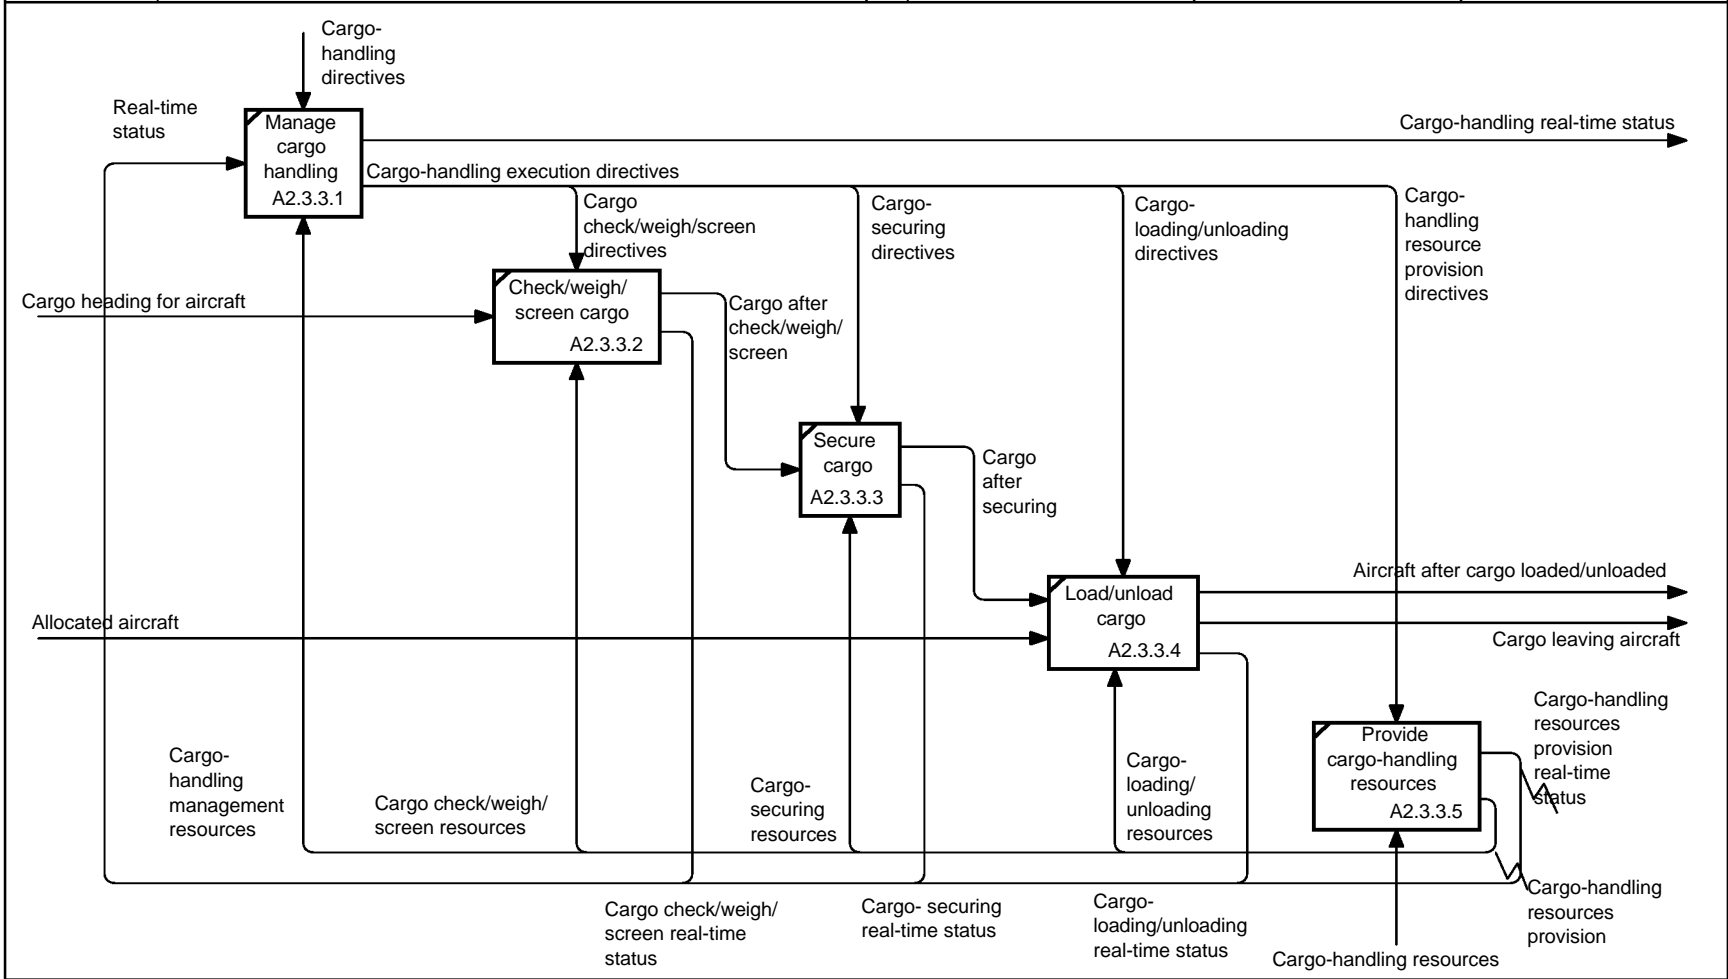 Cargo-
handling
directives
Real-time
status
Manage
cargo
handling
A2.3.3.1
Cargo-handling real-time status
Cargo-handling execution directives
Cargo
check/weigh/screen
directives
Cargo-
securing
directives
Cargo-
loading/unloading
directives
Cargo-
handling
resource
provision
directives
Cargo heading for aircraft
Check/weigh/
screen cargo
A2.3.3.2
Cargo after
check/weigh/
screen
Secure
cargo
A2.3.3.3
Cargo
after
securing
Allocated aircraft
Load/unload
cargo
A2.3.3.4
Aircraft after cargo loaded/unloaded
Cargo leaving aircraft
Provide
cargo-handling
resources
A2.3.3.5
Cargo-handling
resources
provision
real-time
status
Cargo-
handling
management
resources
Cargo check/weigh/
screen resources
Cargo-
securing
resources
Cargo-
loading/
unloading
resources
Cargo check/weigh/
screen real-time
status
Cargo- securing
real-time status
Cargo-
loading/unloading
real-time status
Cargo-handling
resources
provision
Cargo-handling resources